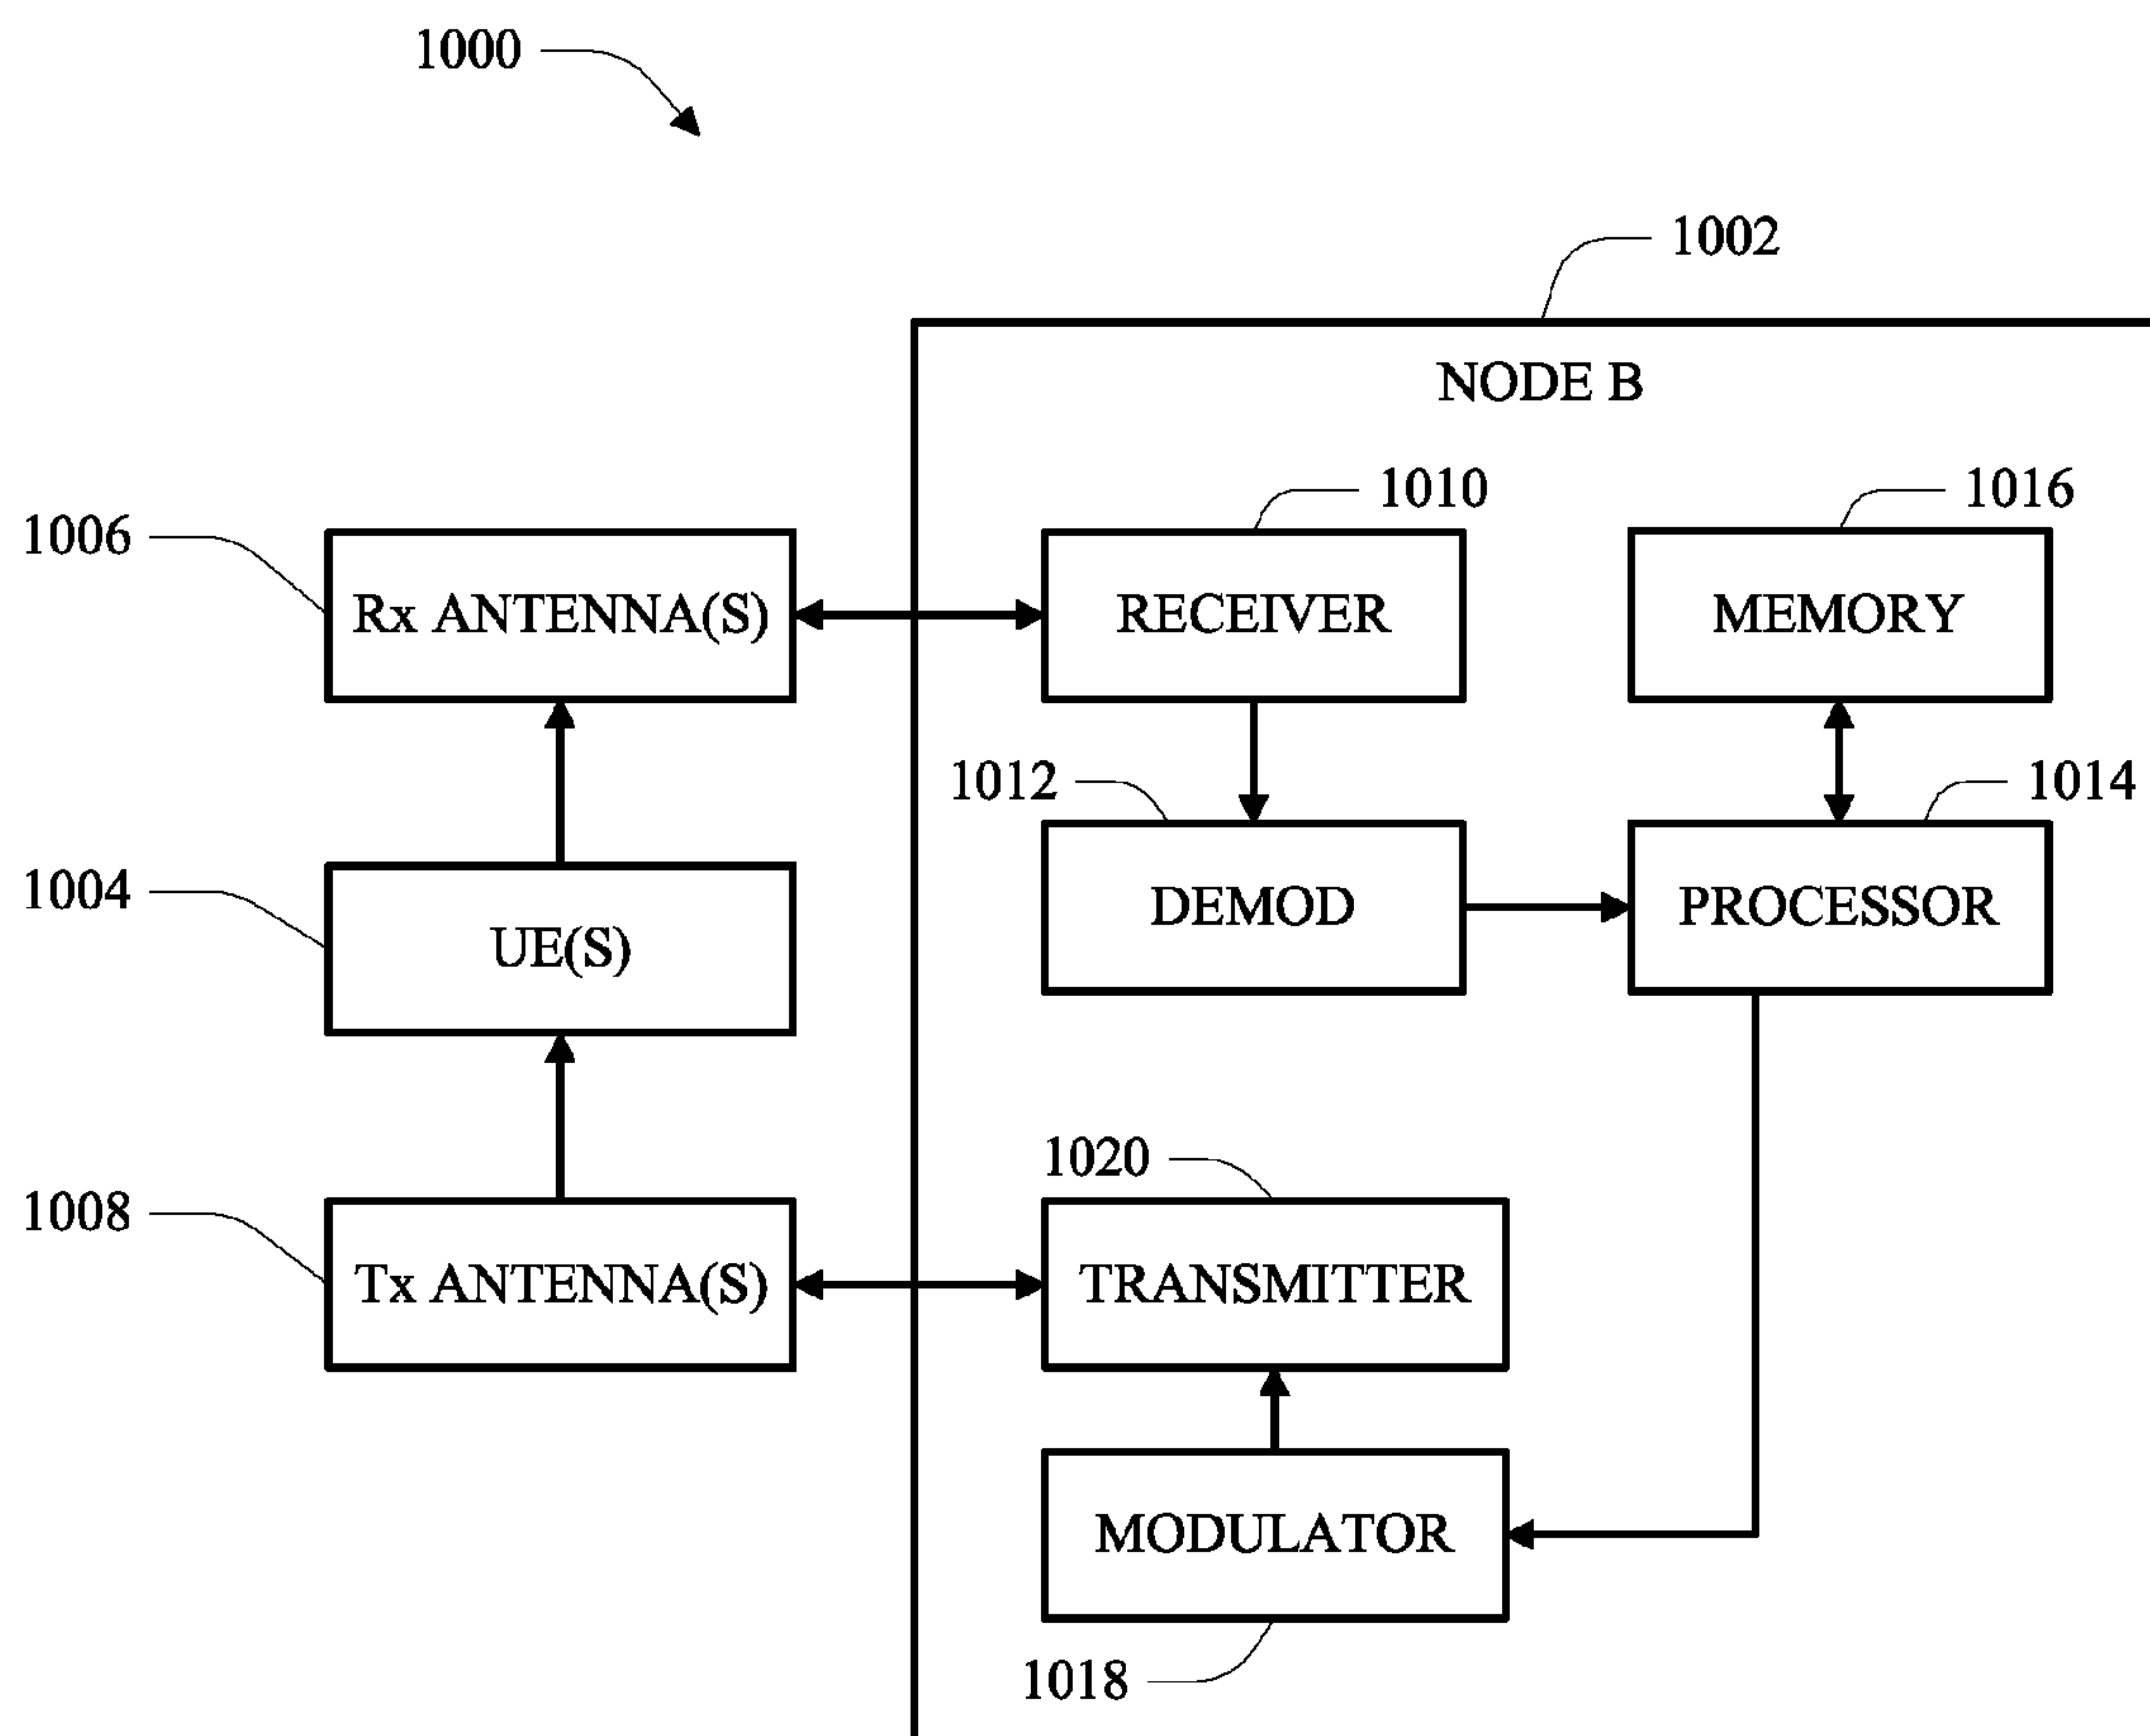 1000
1002
NODE B
1010
1016
1006
Rx ANTENNA(S)
RECEIVER
MEMORY
1012
1014
1004
DEMOD
PROCESSOR
UE(S)
1020
1008
Tx ANTENNA(S)
TRANSMITTER
MODULATOR
1018